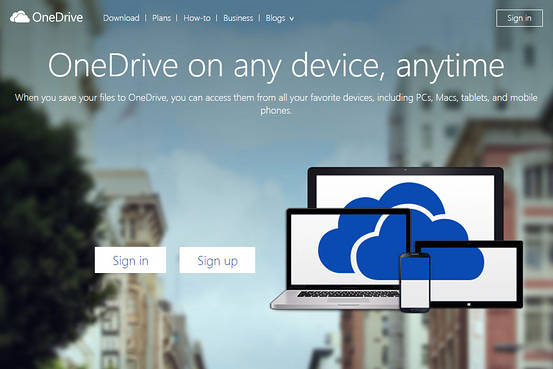 OneDrive Download | Plans | How-to | Business | Blogs Sign in
OneDrive on any device, anytime
When you save your files to OneDrive, you can access them from all your favorite devices, including PCs, Macs, tablets, and mobile
phones.
Sign in Sign up